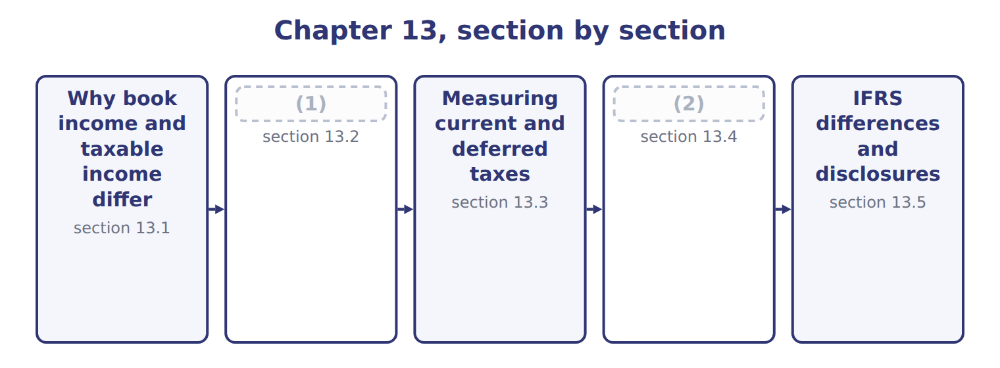 Chapter 13, section by section
Why book
income and
taxable
income
differ
section 13.1
(1)
section 13.2
Measuring
current and
deferred
taxes
section 13.3
(2)
section 13.4
IFRS
differences
and
disclosures
section 13.5